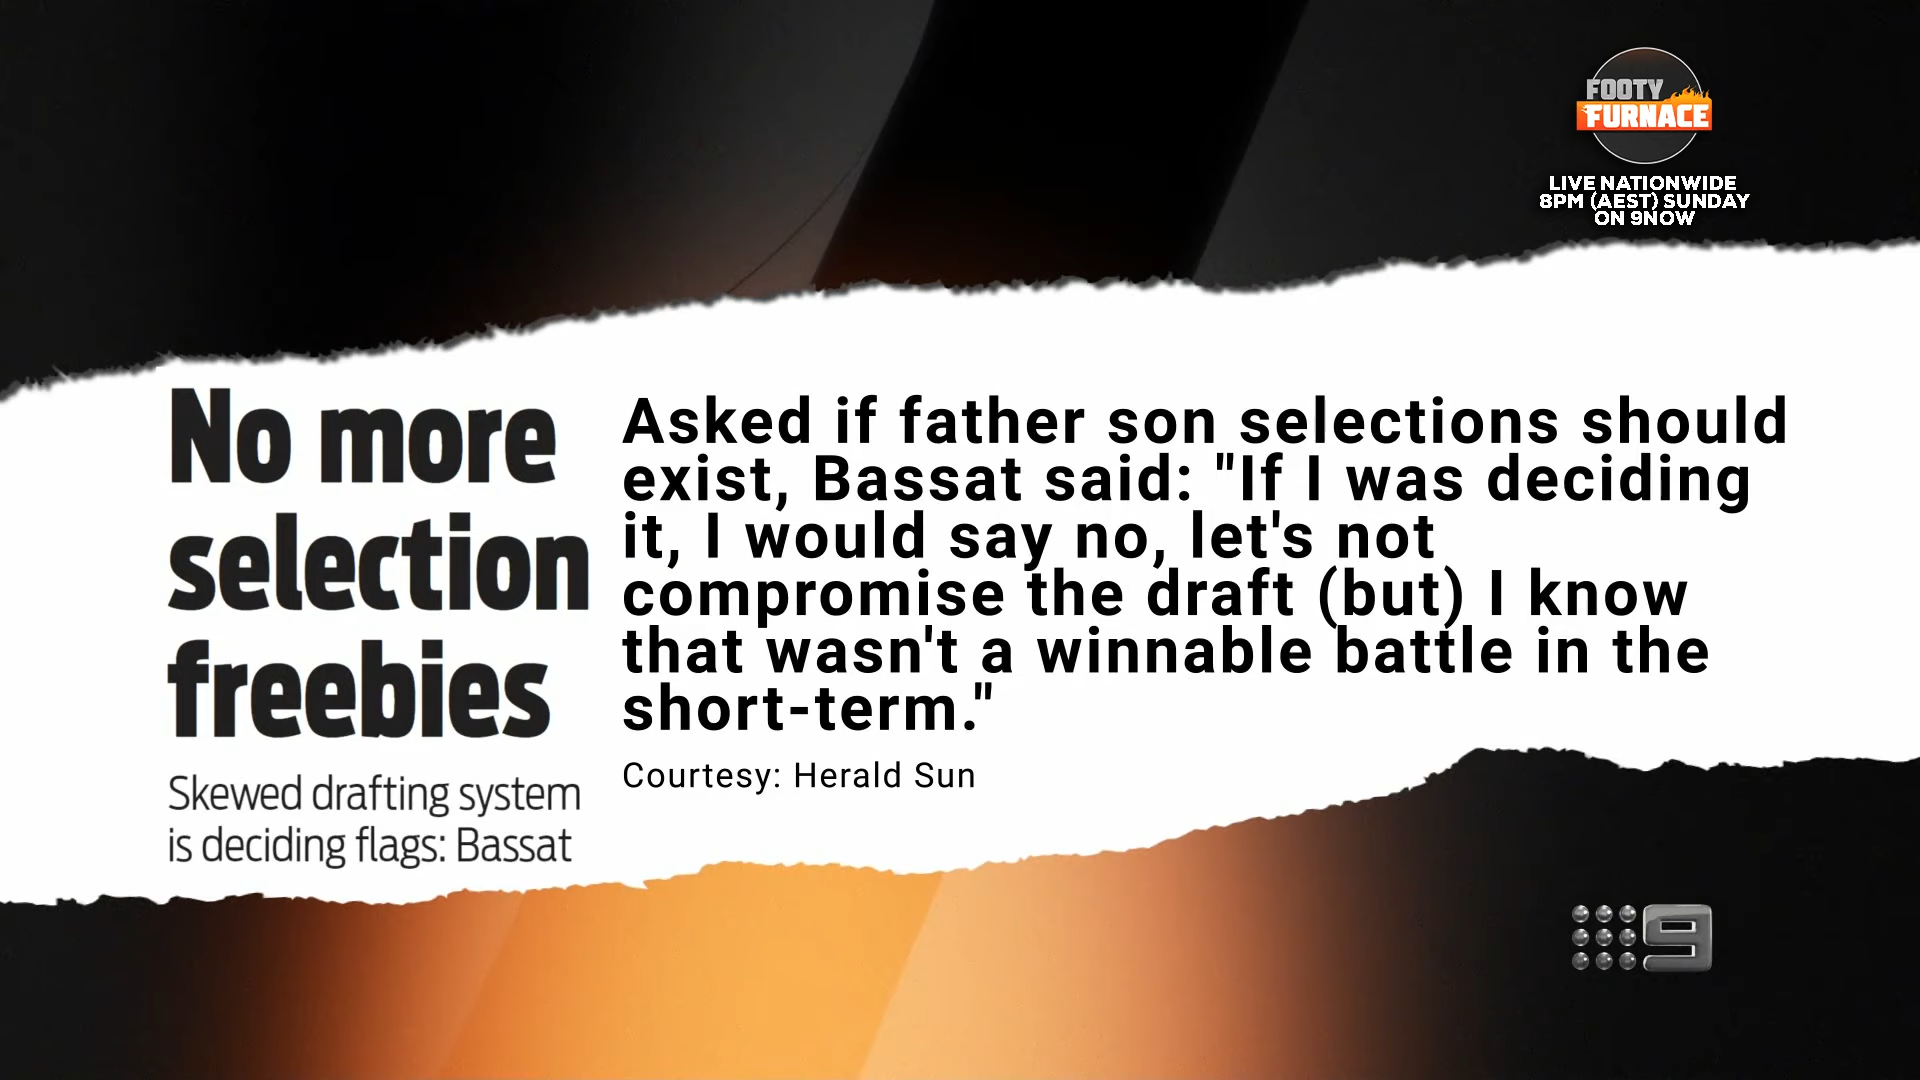 FOOTY
FURNACE
LIVE NATIONWIDE
8PM (AEST) SUNDAY
ON 9NOW
No more
selection
freebies
Skewed drafting system
is deciding flags: Bassat
Asked if father son selections should
exist, Bassat said: "If I was deciding
it, I would say no, let's not
compromise the draft (but) I know
that wasn't a winnable battle in the
short-term."
Courtesy: Herald Sun
9